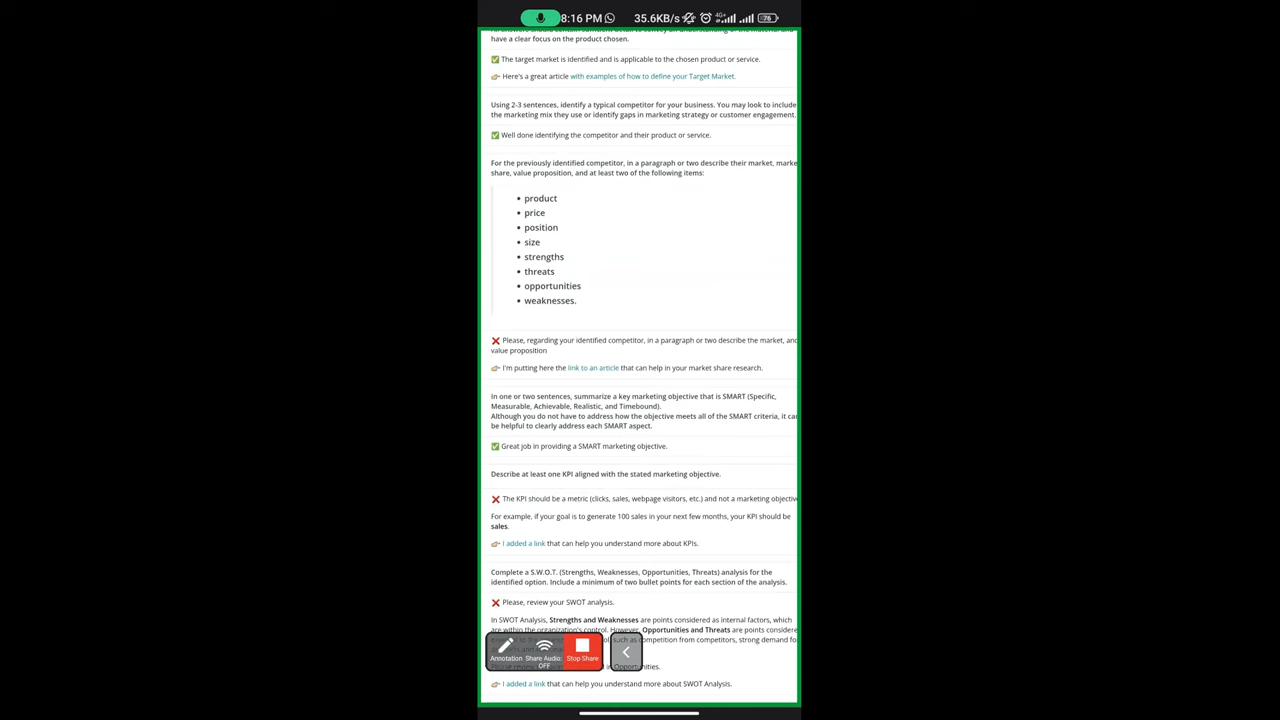 8:16 PM 35.6KB/s 4G+ 76
have a clear focus on the product chosen.
✅ The target market is identified and is applicable to the chosen product or service.
👉 Here's a great article with examples of how to define your Target Market.
Using 2-3 sentences, identify a typical competitor for your business. You may look to include
the marketing mix they use or identify gaps in marketing strategy or customer engagement.
✅ Well done identifying the competitor and their product or service.
For the previously identified competitor, in a paragraph or two describe their market, marke
share, value proposition, and at least two of the following items:
• product
• price
• position
• size
• strengths
• threats
• opportunities
• weaknesses.
❌ Please, regarding your identified competitor, in a paragraph or two describe the market, and
value proposition
👉 I'm putting here the link to an article that can help in your market share research.
In one or two sentences, summarize a key marketing objective that is SMART (Specific,
Measurable, Achievable, Realistic, and Timebound).
Although you do not have to address how the objective meets all of the SMART criteria, it can
be helpful to clearly address each SMART aspect.
✅ Great job in providing a SMART marketing objective.
Describe at least one KPI aligned with the stated marketing objective.
❌ The KPI should be a metric (clicks, sales, webpage visitors, etc.) and not a marketing objective
For example, if your goal is to generate 100 sales in your next few months, your KPI should be
sales.
👉 I added a link that can help you understand more about KPIs.
Complete a S.W.O.T. (Strengths, Weaknesses, Opportunities, Threats) analysis for the
identified option. Include a minimum of two bullet points for each section of the analysis.
❌ Please, review your SWOT analysis.
In SWOT Analysis, Strengths and Weaknesses are points considered as internal factors, which
are within the organization's control. However, Opportunities and Threats are points considere
such as competition from competitors, strong demand fo
in Opportunities.
Annotation Share Audio: OFF Stop Share
👉 I added a link that can help you understand more about SWOT Analysis.